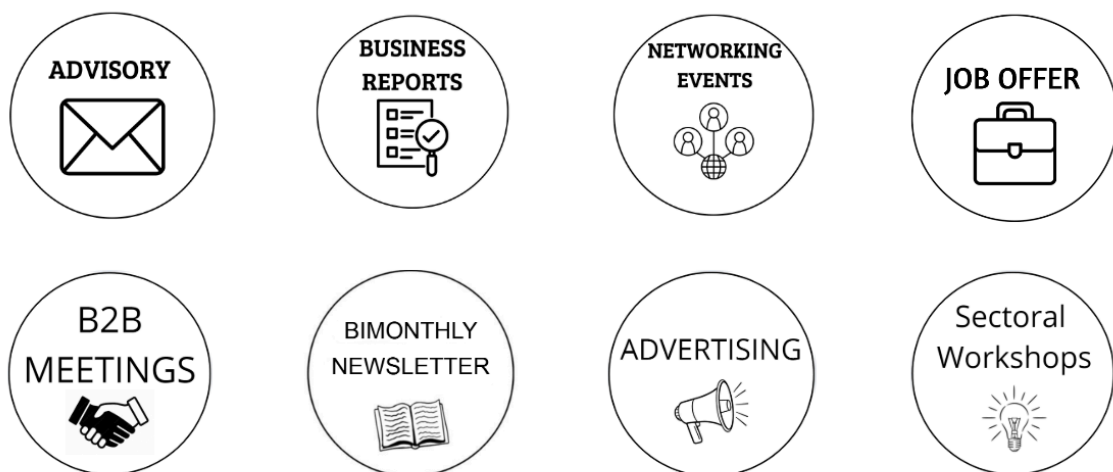 ADVISORY
BUSINESS
REPORTS
NETWORKING
EVENTS
JOB OFFER
B2B
MEETINGS
BIMONTHLY
NEWSLETTER
ADVERTISING
Sectoral
Workshops